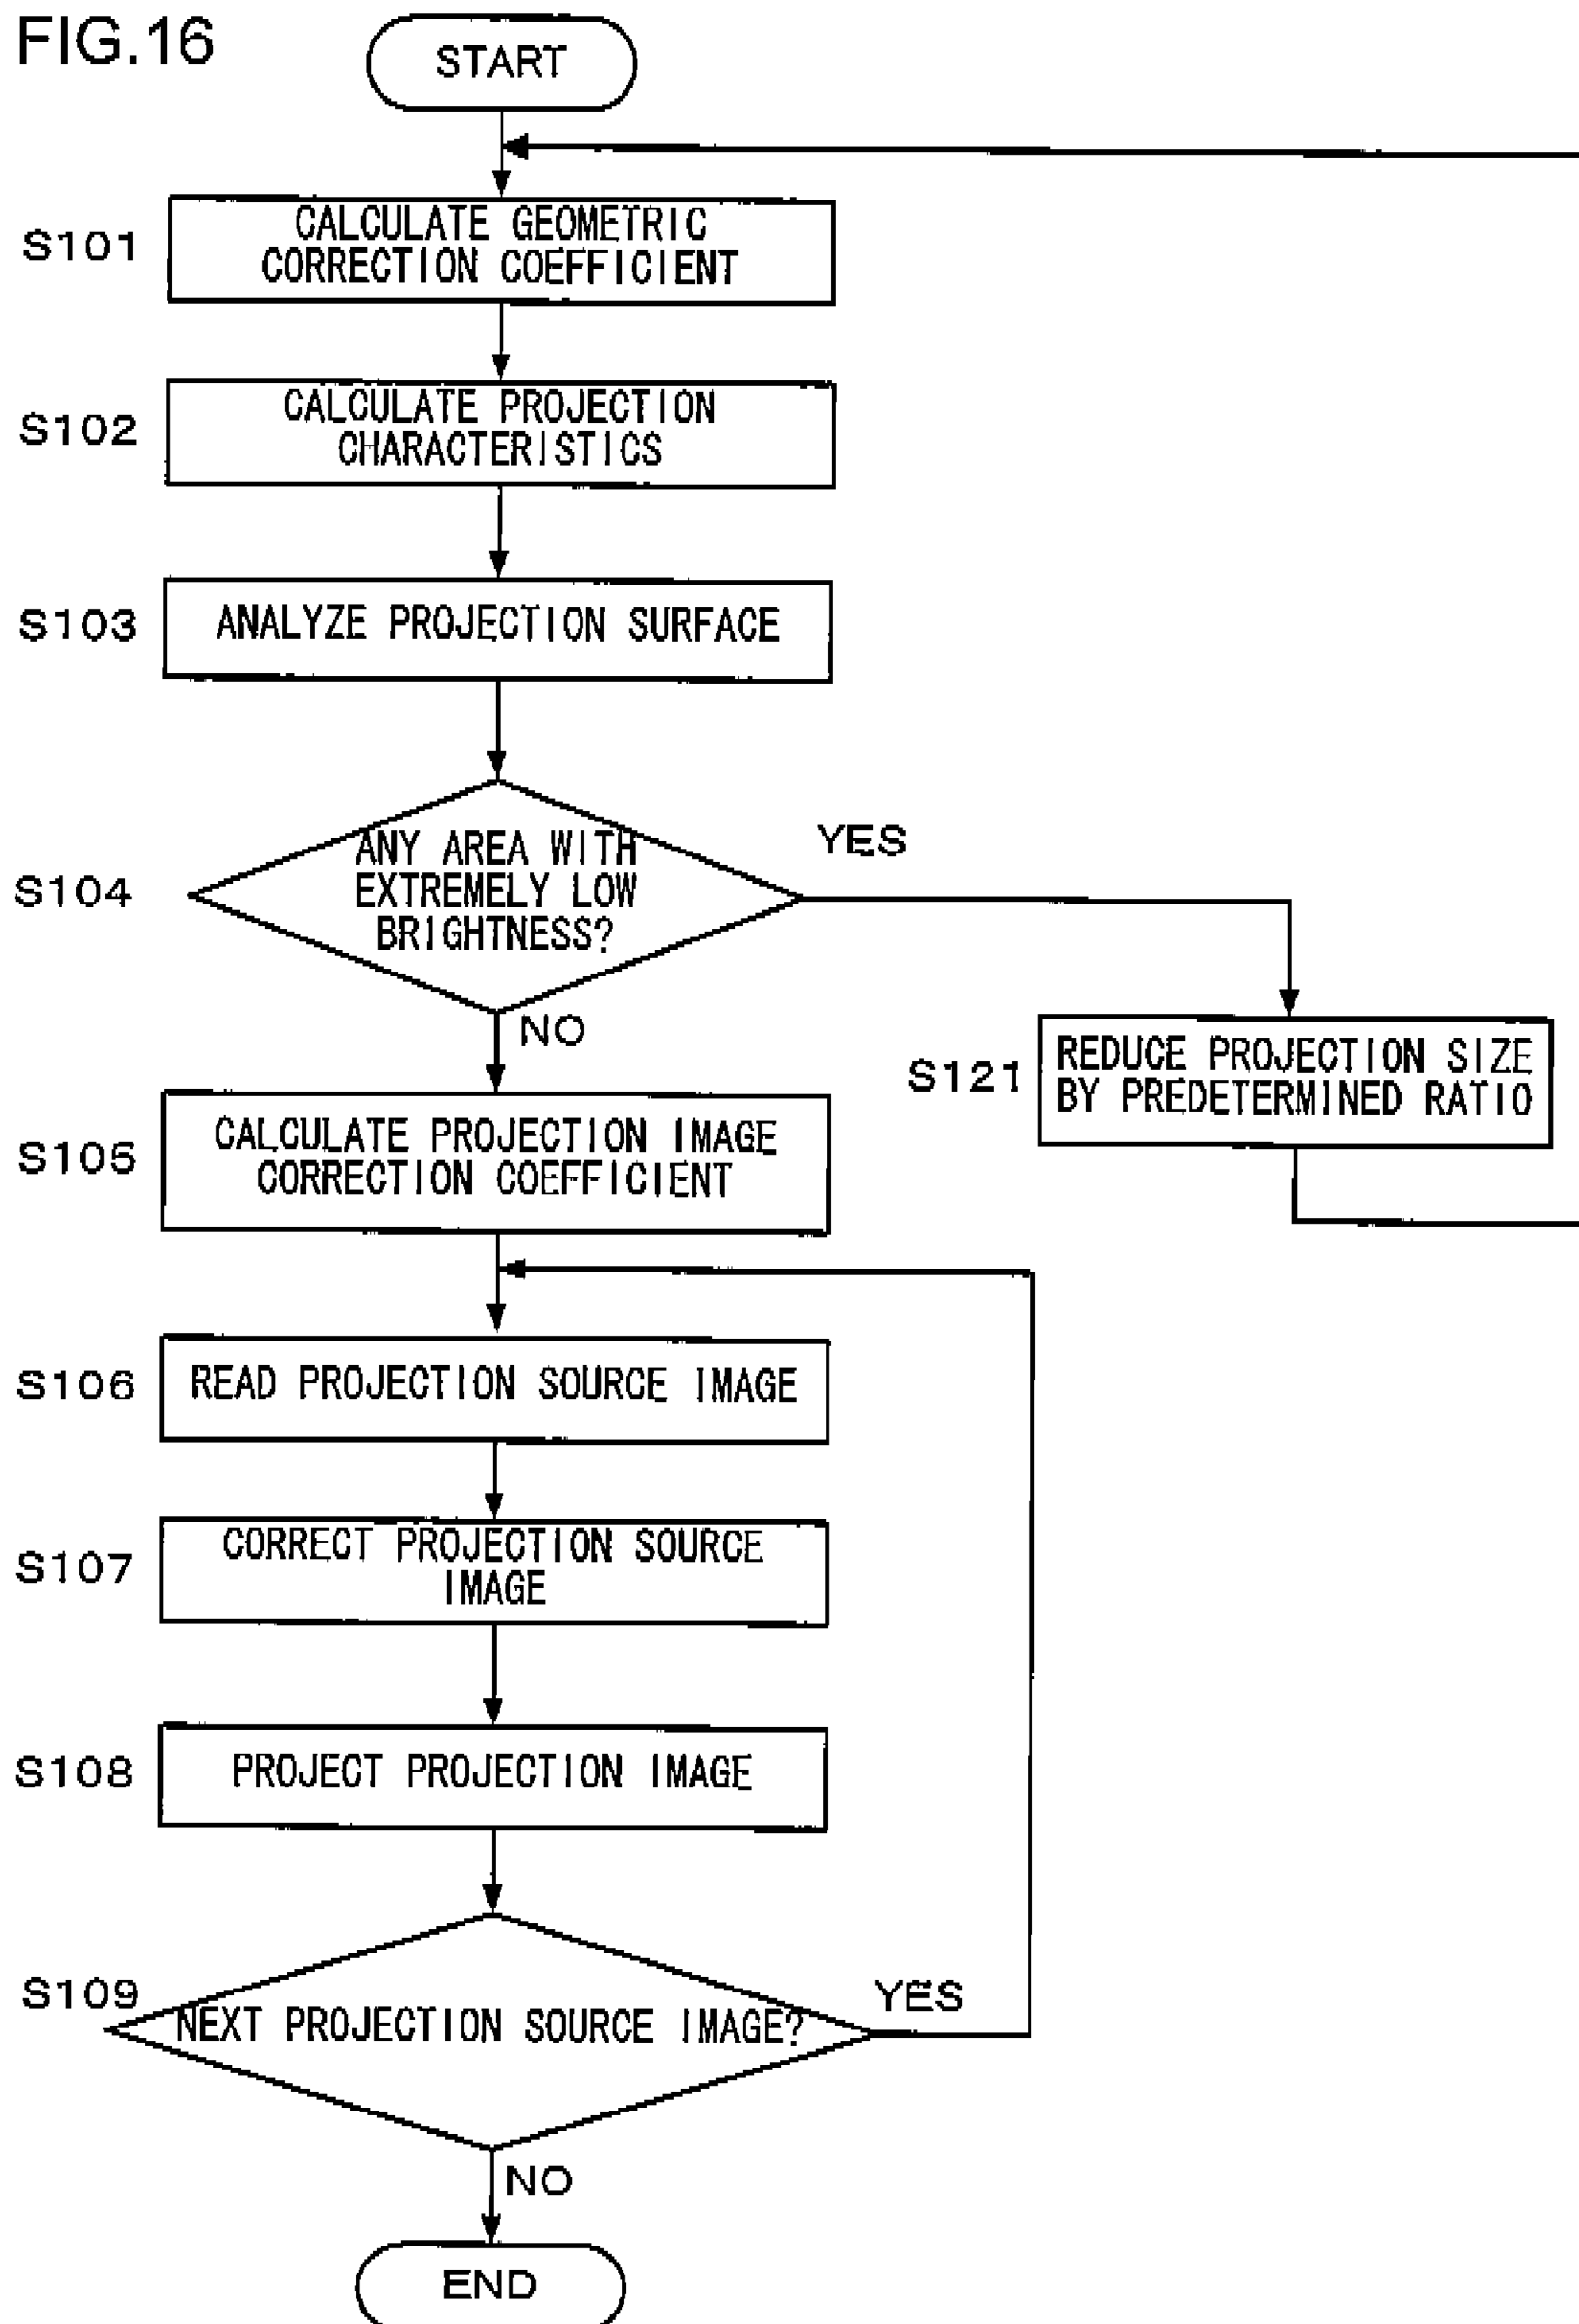 FIG.16
START
S101
CALCULATE GEOMETRIC
CORRECTION COEFFICIENT
S102
CALCULATE PROJECTION
CHARACTERISTICS
S103
ANALYZE PROJECTION SURFACE
S104
ANY AREA WITH
EXTREMELY LOW
BRIGHTNESS?
YES
NO
S121
REDUCE PROJECTION SIZE
BY PREDETERMINED RATIO
S105
CALCULATE PROJECTION IMAGE
CORRECTION COEFFICIENT
S106
READ PROJECTION SOURCE IMAGE
S107
CORRECT PROJECTION SOURCE
IMAGE
S108
PROJECT PROJECTION IMAGE
S109
NEXT PROJECTION SOURCE IMAGE?
YES
NO
END